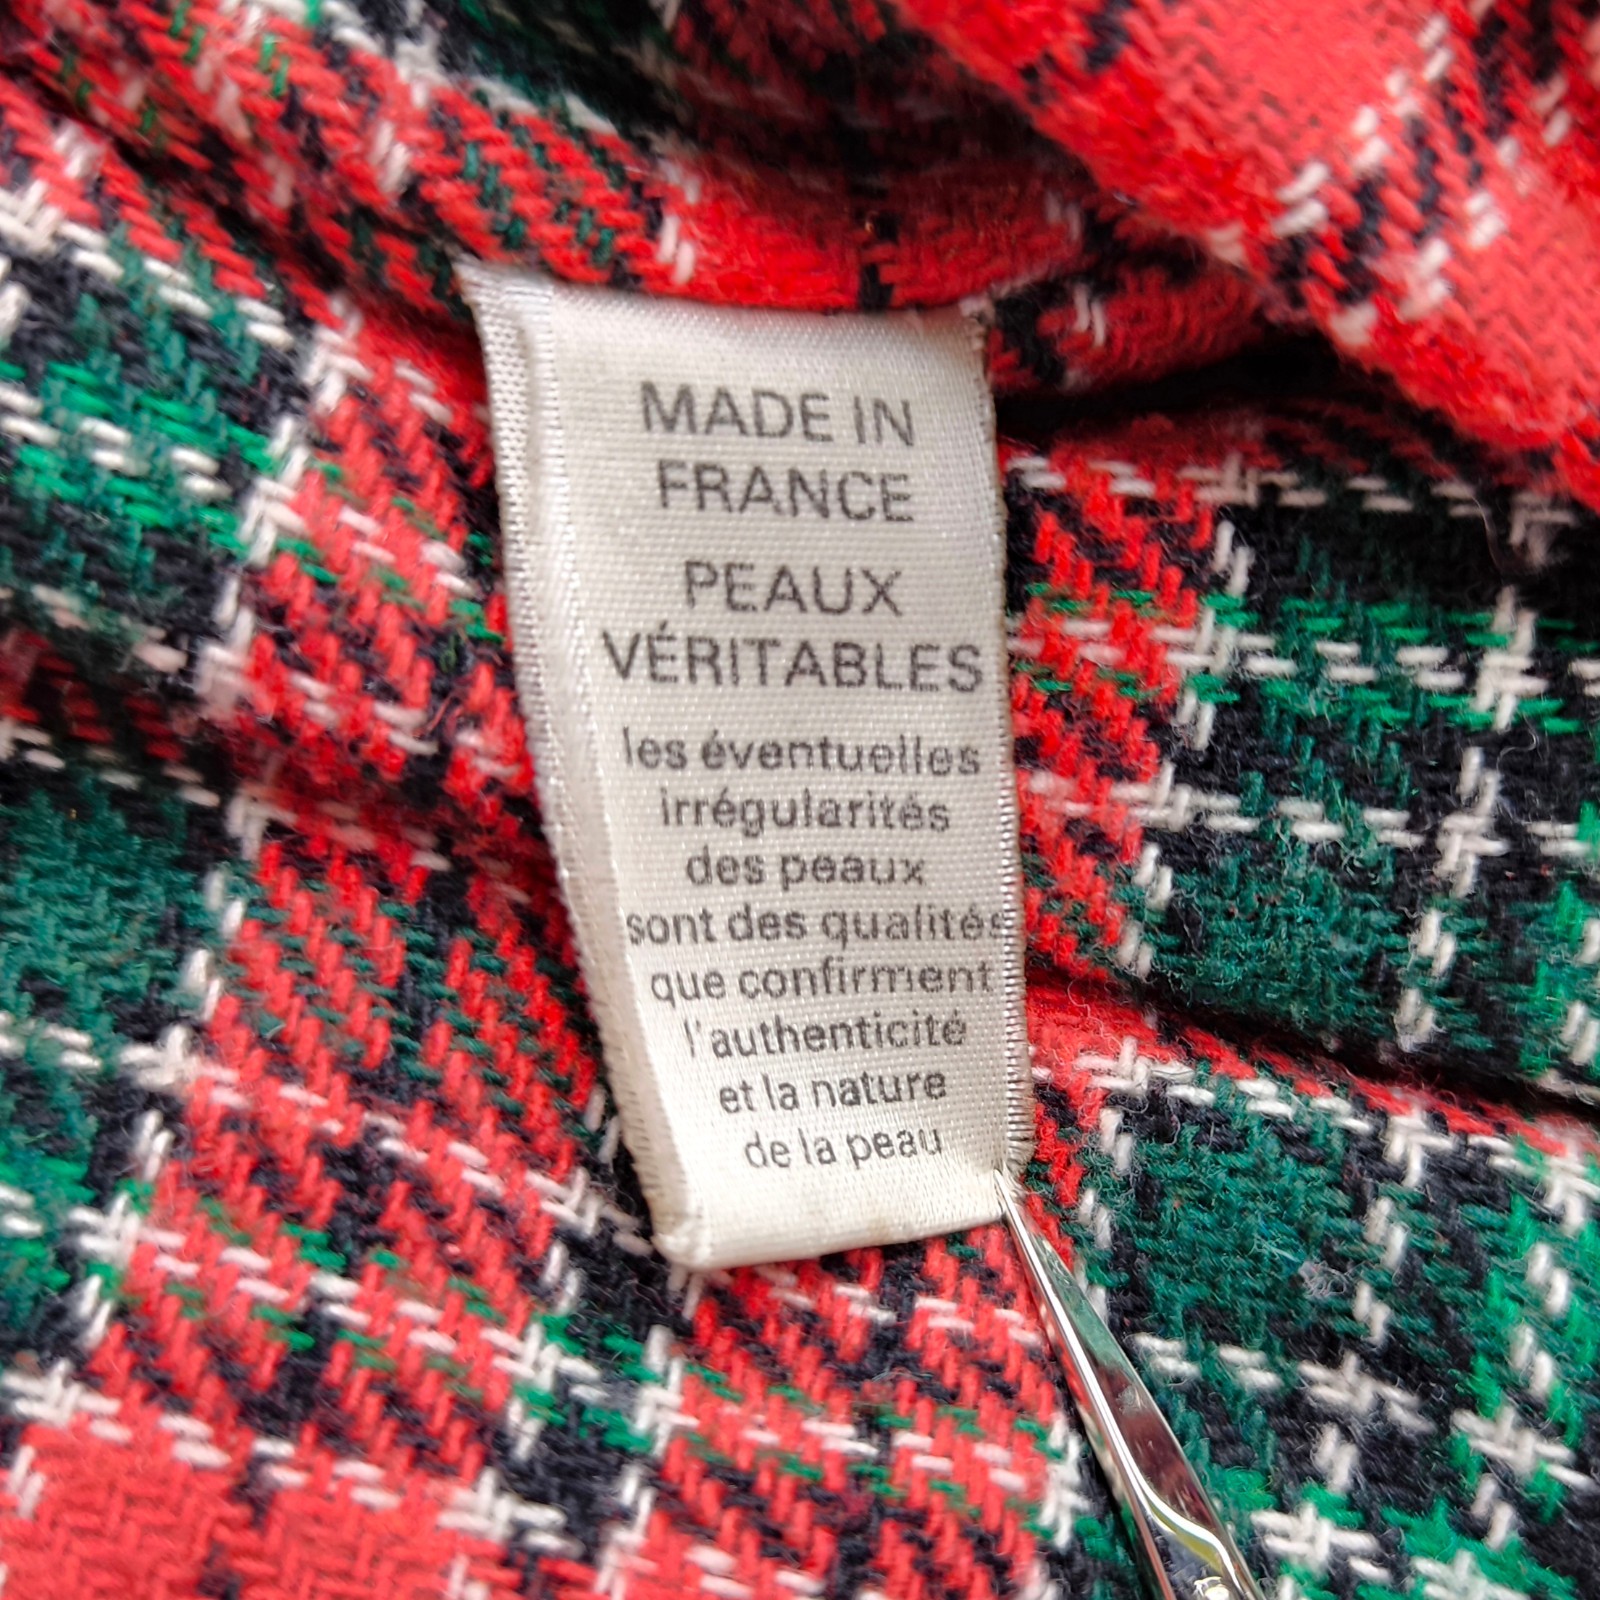 MADE IN
FRANCE
PEAUX
VÉRITABLES
les éventuelles
irrégularités
des peaux
sont des qualités
que confirment
l'authenticité
et la nature
de la peau